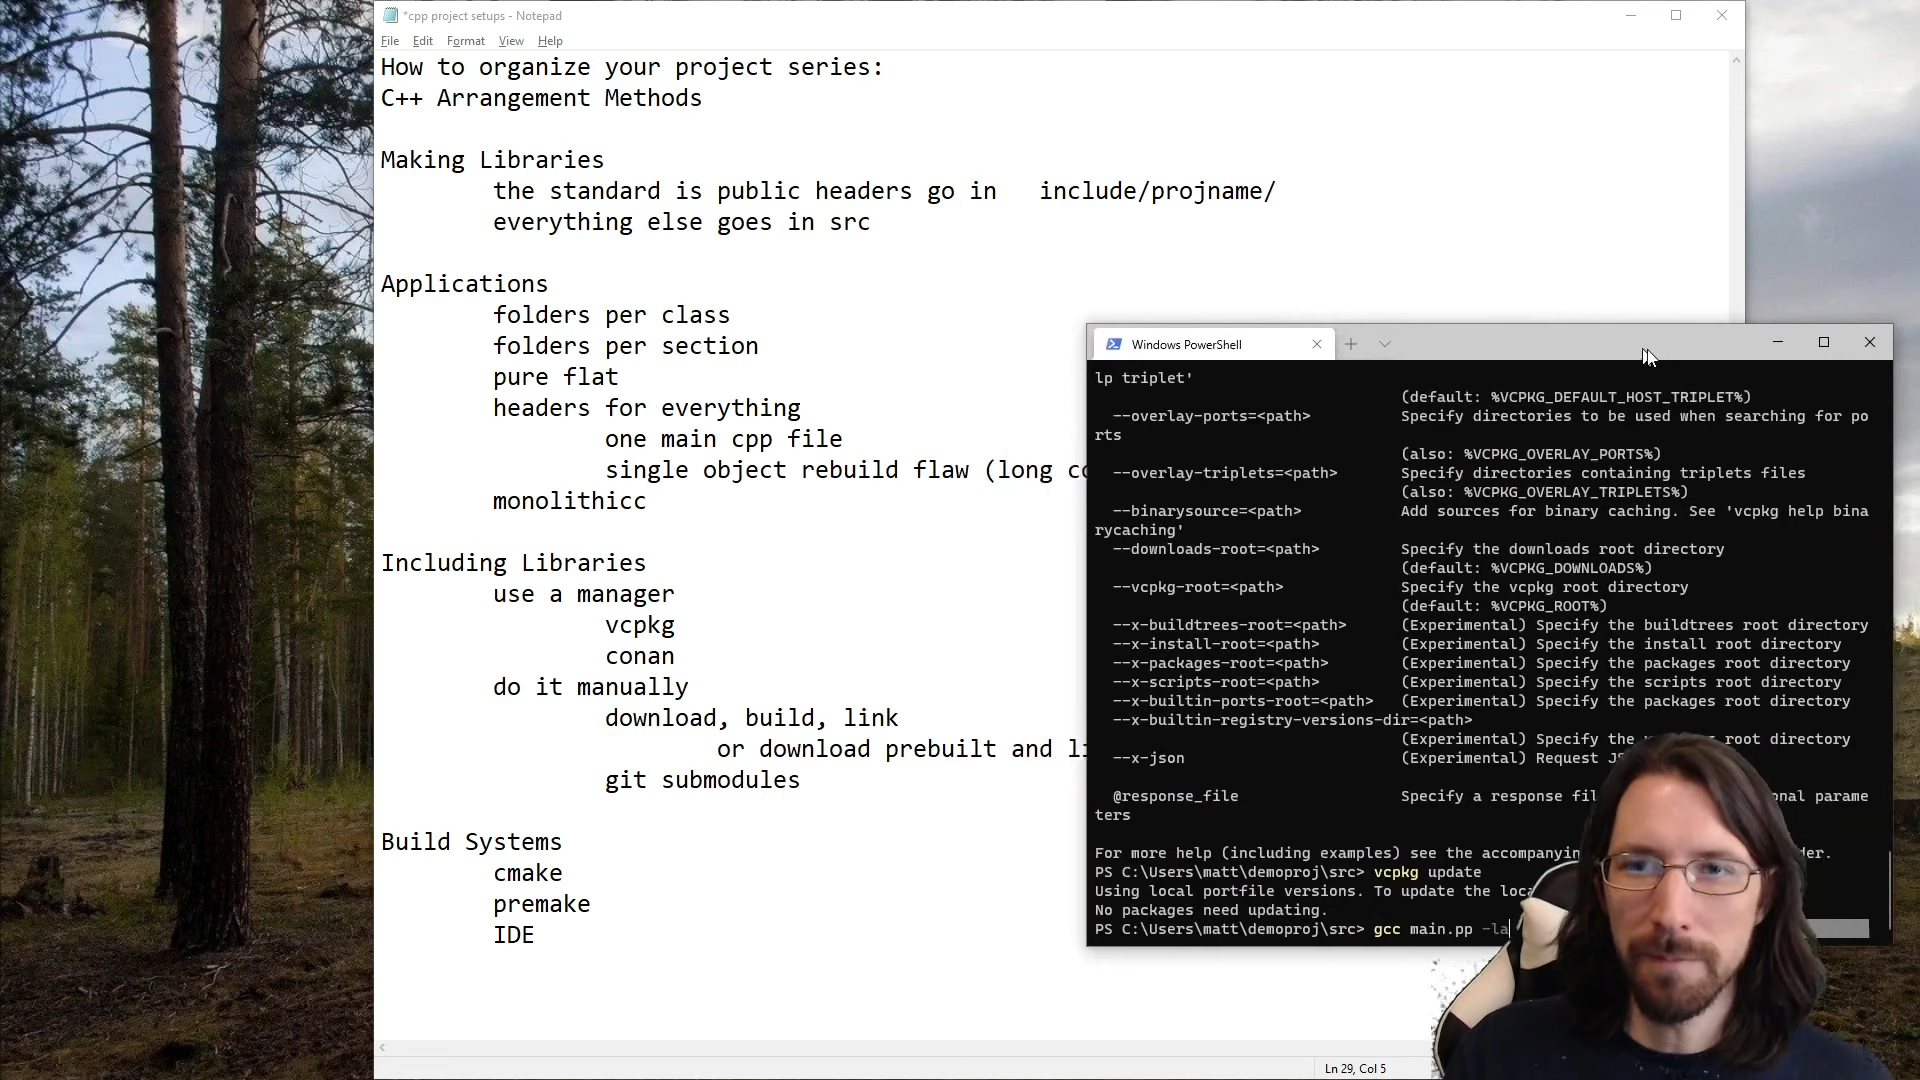 *cpp project setups - Notepad
File Edit Format View Help
How to organize your project series:
C++ Arrangement Methods
Making Libraries
the standard is public headers go in include/projname/
everything else goes in src
Applications
folders per class
folders per section
pure flat
headers for everything
one main cpp file
single object rebuild flaw (long co
monolithicc
Including Libraries
use a manager
vcpkg
conan
do it manually
download, build, link
or download prebuilt and li
git submodules
Build Systems
cmake
premake
IDE
Ln 29, Col 5
Windows PowerShell
lp triplet'
(default: %VCPKG_DEFAULT_HOST_TRIPLET%)
--overlay-ports=<path> Specify directories to be used when searching for po
rts
(also: %VCPKG_OVERLAY_PORTS%)
--overlay-triplets=<path> Specify directories containing triplets files
(also: %VCPKG_OVERLAY_TRIPLETS%)
--binarysource=<path> Add sources for binary caching. See 'vcpkg help bina
rycaching'
--downloads-root=<path> Specify the downloads root directory
(default: %VCPKG_DOWNLOADS%)
--vcpkg-root=<path> Specify the vcpkg root directory
(default: %VCPKG_ROOT%)
--x-buildtrees-root=<path> (Experimental) Specify the buildtrees root directory
--x-install-root=<path> (Experimental) Specify the install root directory
--x-packages-root=<path> (Experimental) Specify the packages root directory
--x-scripts-root=<path> (Experimental) Specify the scripts root directory
--x-builtin-ports-root=<path> (Experimental) Specify the packages root directory
--x-builtin-registry-versions-dir=<path>
(Experimental) Specify the root directory
--x-json (Experimental) Request
@response_file Specify a response fil onal parame
ters
For more help (including examples) see the accompanyin der.
PS C:\Users\matt\demoproj\src> vcpkg update
Using local portfile versions. To update the loca
No packages need updating.
PS C:\Users\matt\demoproj\src> gcc main.pp -la